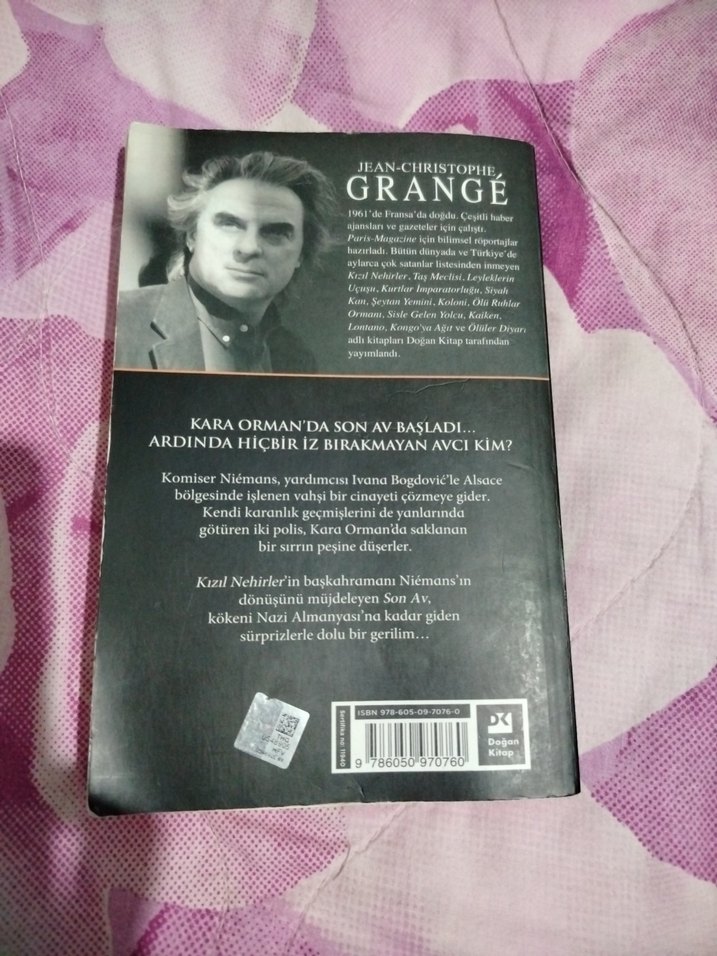 JEAN-CHRISTOPHE
GRANGÉ
1961'de Fransa'da doğdu. Çeşitli haber
ajansları ve gazeteler için çalıştı.
Paris-Magazine için bilimsel röportajlar
hazırladı. Bütün dünyada ve Türkiye'de
aylarca çok satanlar listesinden inmeyen
Kızıl Nehirler, Taş Meclisi, Leyleklerin
Uçuşu, Kurtlar İmparatorluğu, Siyah
Kan, Şeytan Yemini, Koloni, Ölü Ruhlar
Ormanı, Sisle Gelen Yolcu, Kaiken,
Lontano, Kongo'ya Ağıt ve Ölüler Diyarı
adlı kitapları Doğan Kitap tarafından
yayımlandı.
KARA ORMAN'DA SON AV BAŞLADI...
ARDINDA HİÇBİR İZ BIRAKMAYAN AVCI KİM?
Komiser Niémans, yardımcısı Ivana Bogdović'le Alsace
bölgesinde işlenen vahşi bir cinayeti çözmeye gider.
Kendi karanlık geçmişlerini de yanlarında
götüren iki polis, Kara Orman'da saklanan
bir sırrın peşine düşerler.
Kızıl Nehirler'in başkahramanı Niémans'ın
dönüşünü müjdeleyen Son Av,
kökeni Nazi Almanyası'na kadar giden
sürprizlerle dolu bir gerilim...
Sertifika no: 11940
ISBN 978-605-09-7076-0
9 786050 970760
DK
Doğan
Kitap